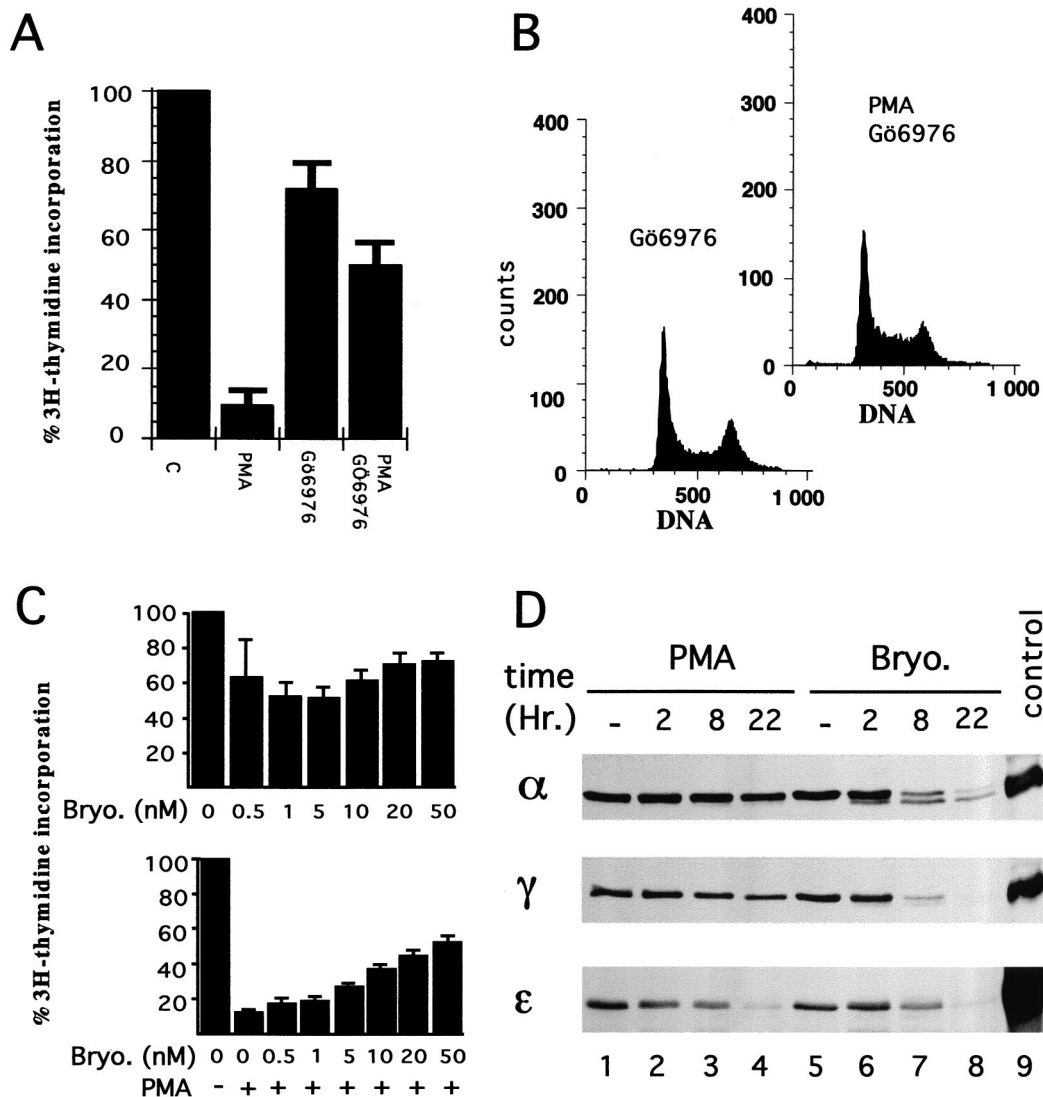 A
% 3H-thymidine incorporation
100
80
60
40
20
0
C
PMA
Gö6976
PMA
GÖ6976
B
counts
400
300
200
100
0
Gö6976
0 500 1 000
DNA
400
300
200
100
0
PMA
Gö6976
0 500 1 000
DNA
C
% 3H-thymidine incorporation
100
80
60
40
20
Bryo. (nM) 0 0.5 1 5 10 20 50
100
80
60
40
20
Bryo. (nM) 0 0 0.5 1 5 10 20 50
PMA - + + + + + + +
D
time PMA Bryo. control
(Hr.) - 2 8 22 - 2 8 22
α
γ
ε
1 2 3 4 5 6 7 8 9